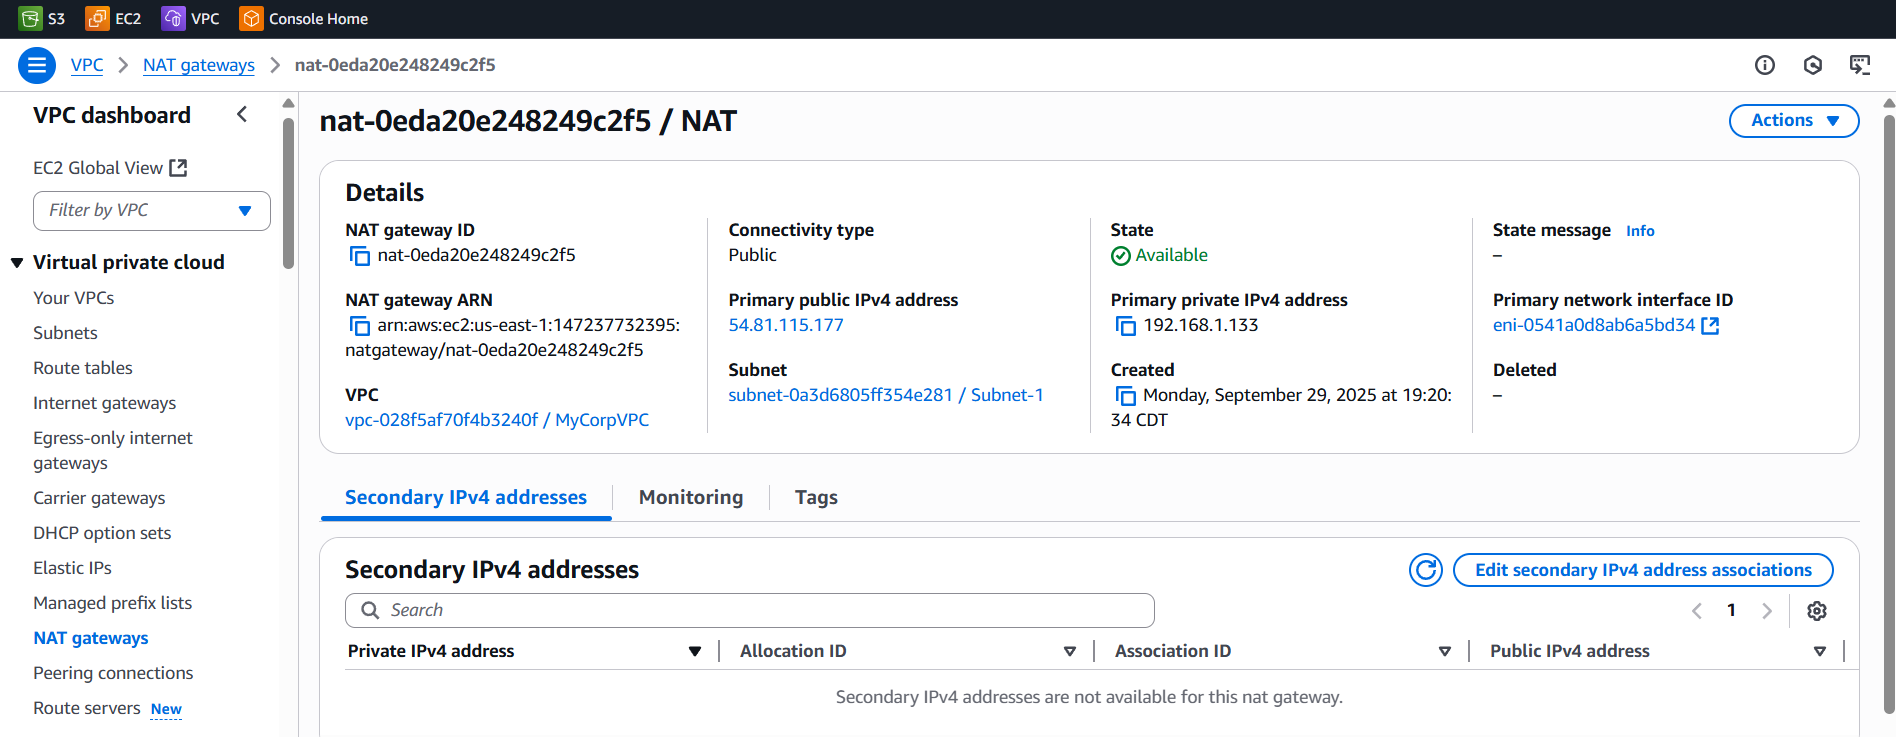 S3 EC2 VPC Console Home
VPC NAT gateways nat-0eda20e248249c2f5
VPC dashboard
EC2 Global View
Filter by VPC
Virtual private cloud
Your VPCs
Subnets
Route tables
Internet gateways
Egress-only internet
gateways
Carrier gateways
DHCP option sets
Elastic IPs
Managed prefix lists
NAT gateways
Peering connections
Route servers New
nat-0eda20e248249c2f5 / NAT
Actions
Details
NAT gateway ID
nat-0eda20e248249c2f5
NAT gateway ARN
arn:aws:ec2:us-east-1:147237732395:
natgateway/nat-0eda20e248249c2f5
VPC
vpc-028f5af70f4b3240f / MyCorpVPC
Connectivity type
Public
Primary public IPv4 address
54.81.115.177
Subnet
subnet-0a3d6805ff354e281 / Subnet-1
State
Available
Primary private IPv4 address
192.168.1.133
Created
Monday, September 29, 2025 at 19:20:
34 CDT
State message Info
–
Primary network interface ID
eni-0541a0d8ab6a5bd34
Deleted
–
Secondary IPv4 addresses Monitoring Tags
Secondary IPv4 addresses
Edit secondary IPv4 address associations
Search
1
Private IPv4 address Allocation ID Association ID Public IPv4 address
Secondary IPv4 addresses are not available for this nat gateway.